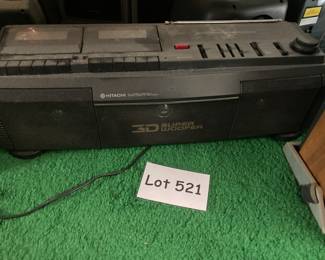 HITACHI
3D SUPER
WOOFER
Lot 521